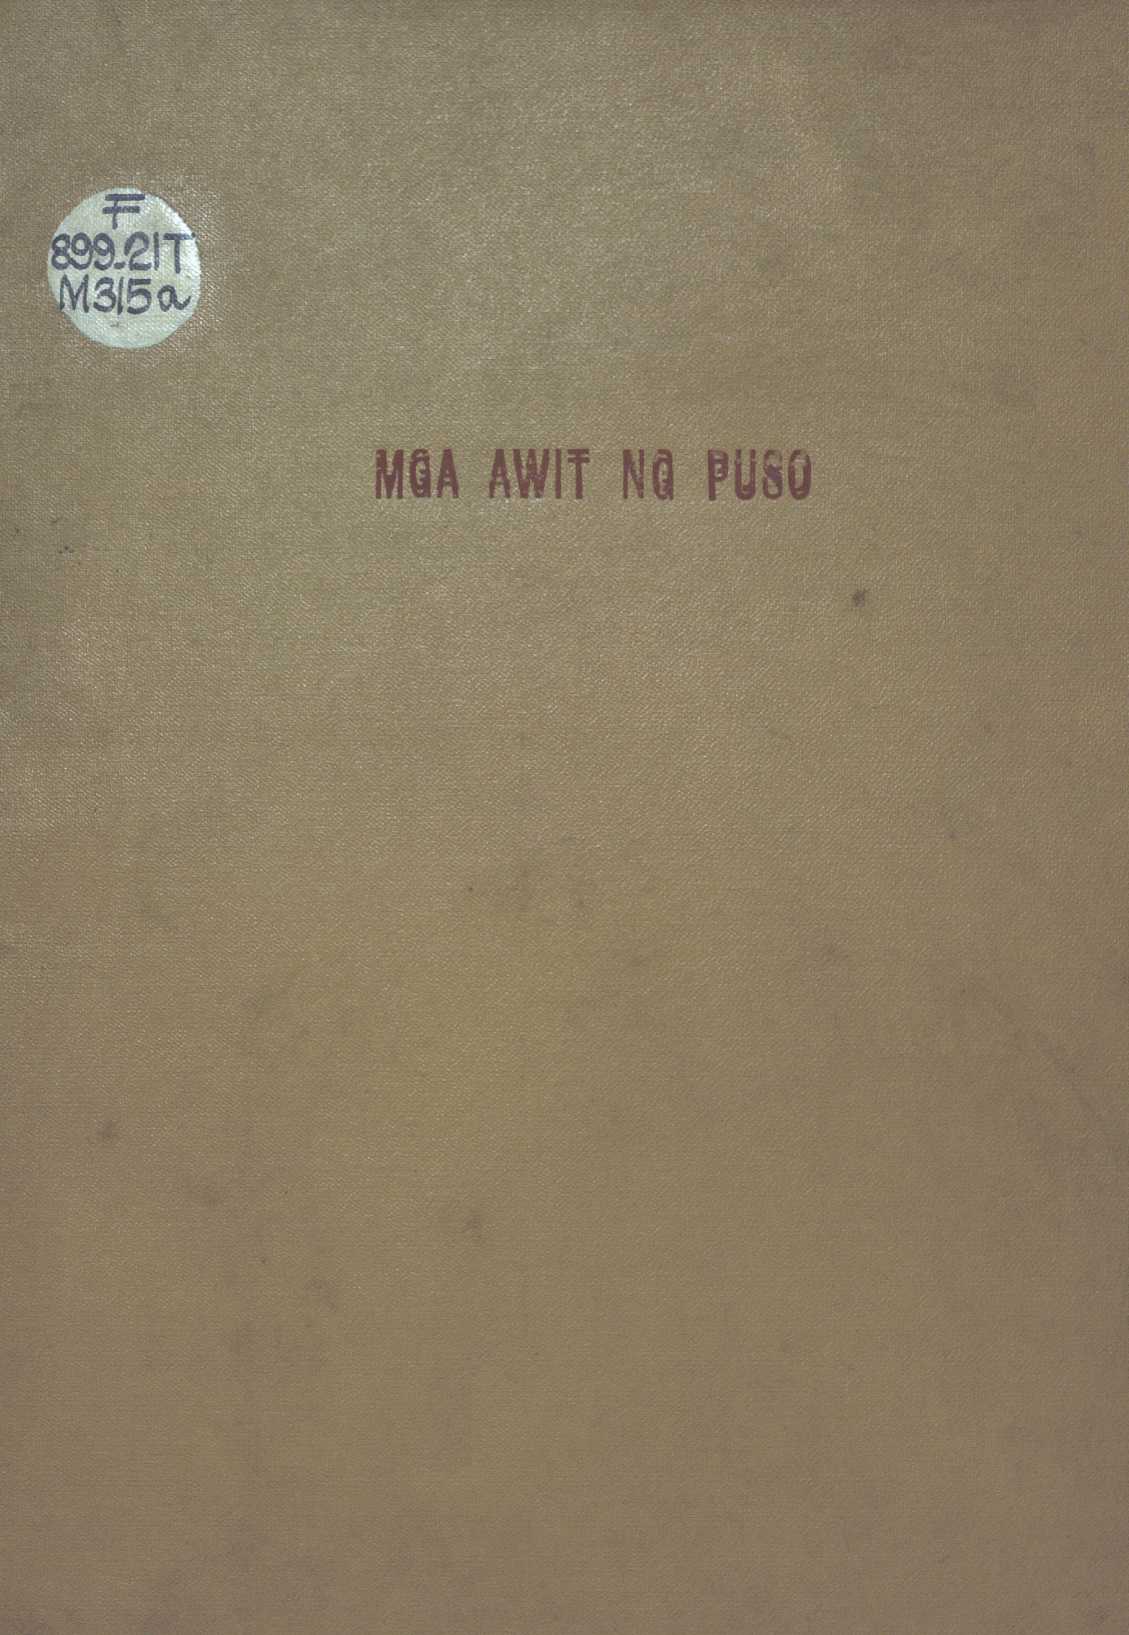 F
899.21T
M315a
MGA AWIT NG PUSO